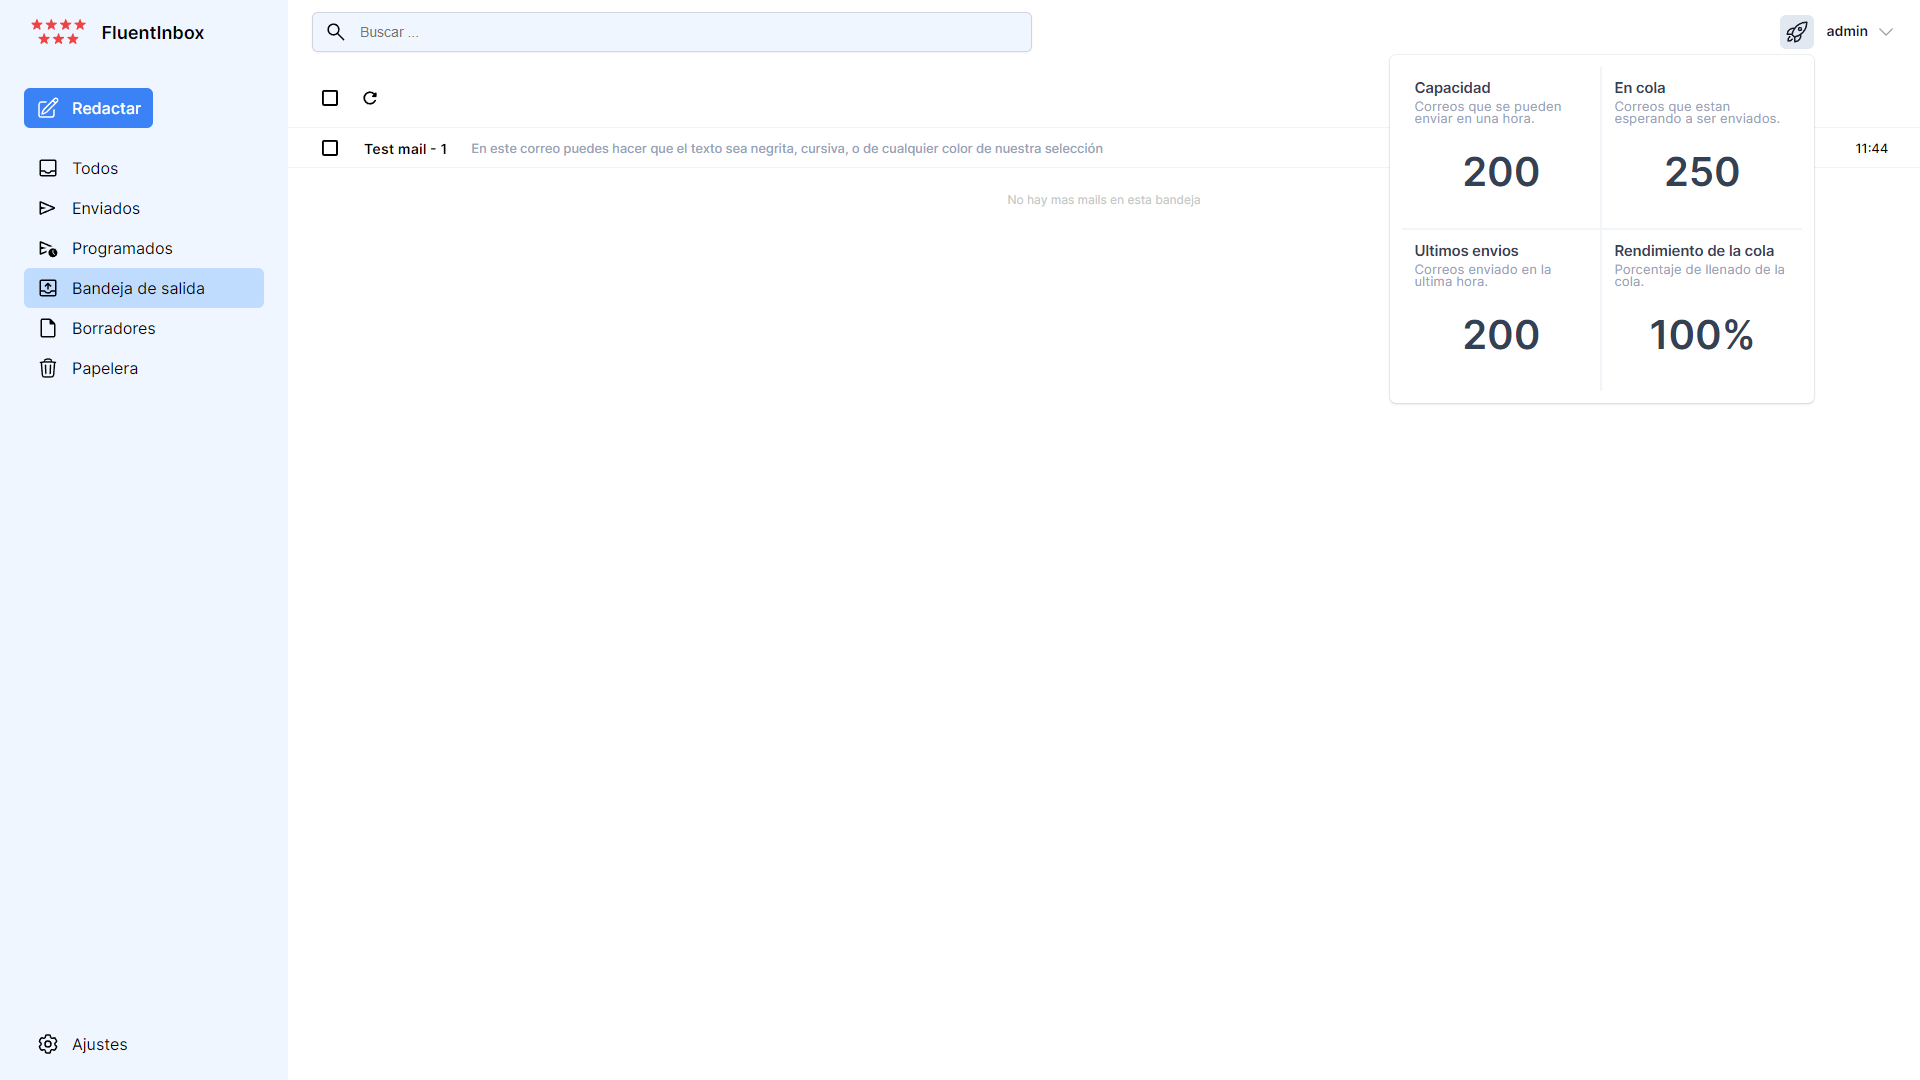 FluentInbox
Buscar ...
admin
Redactar
Todos
Enviados
Programados
Bandeja de salida
Borradores
Papelera
Ajustes
Test mail - 1 En este correo puedes hacer que el texto sea negrita, cursiva, o de cualquier color de nuestra selección 11:44
No hay mas mails en esta bandeja
Capacidad
Correos que se pueden
enviar en una hora.
200
En cola
Correos que estan
esperando a ser enviados.
250
Ultimos envios
Correos enviado en la
ultima hora.
200
Rendimiento de la cola
Porcentaje de llenado de la
cola.
100%